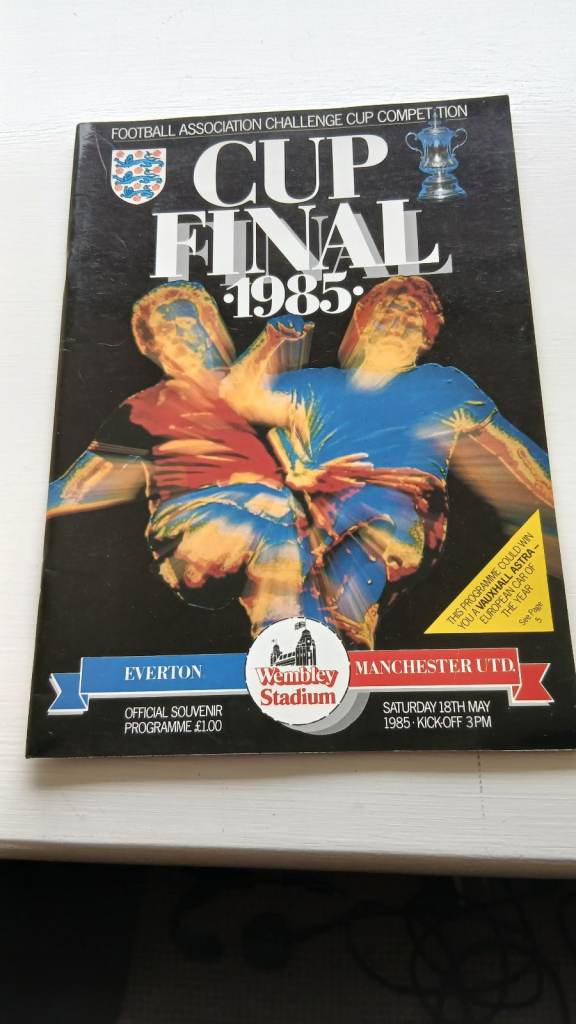 FOOTBALL ASSOCIATION CHALLENGE CUP COMPETITION
CUP
FINAL
·1985·
THIS PROGRAMME COULD WIN
YOU A VAUXHALL ASTRA –
EUROPEAN CAR OF
THE YEAR
See Page
5
EVERTON
Wembley
Stadium
MANCHESTER UTD.
OFFICIAL SOUVENIR
PROGRAMME £1.00
SATURDAY 18TH MAY
1985 · KICK-OFF 3PM